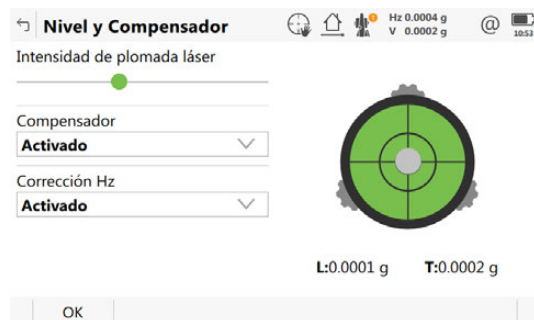 Nivel y Compensador
Hz 0.0004 g
V 0.0002 g
@
10:53
Intensidad de plomada láser
Compensador
Activado
Corrección Hz
Activado
L:0.0001 g T:0.0002 g
OK